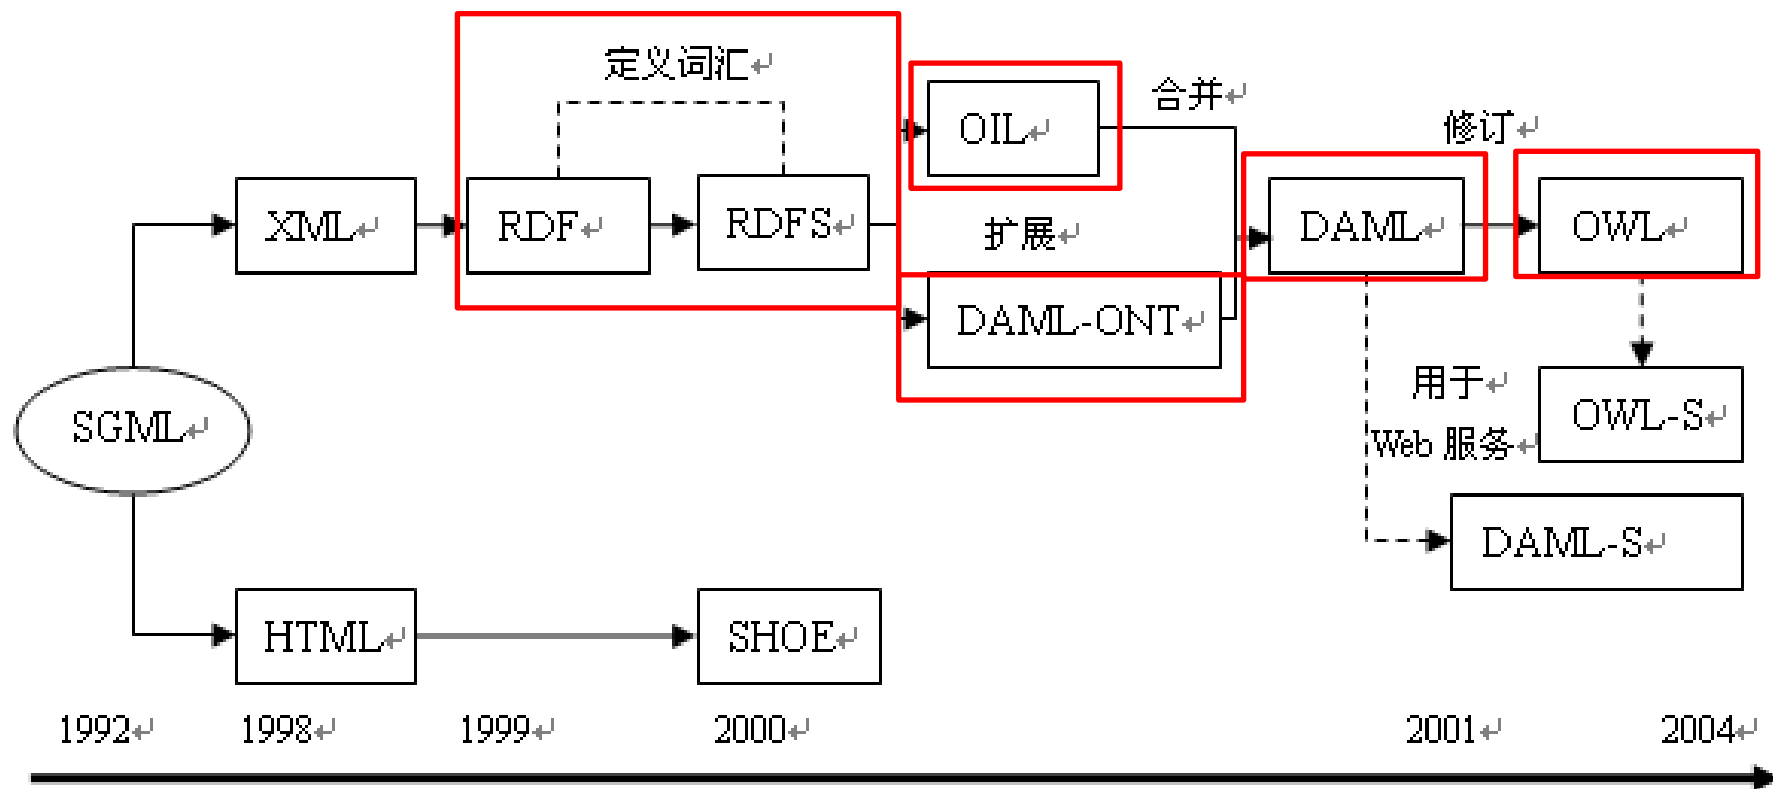 定义词汇
OIL
合并
修订
XML
RDF
RDFS
扩展
DAML
OWL
DAML-ONT
SGML
用于
Web 服务
OWL-S
DAML-S
HTML
SHOE
1992
1998
1999
2000
2001
2004